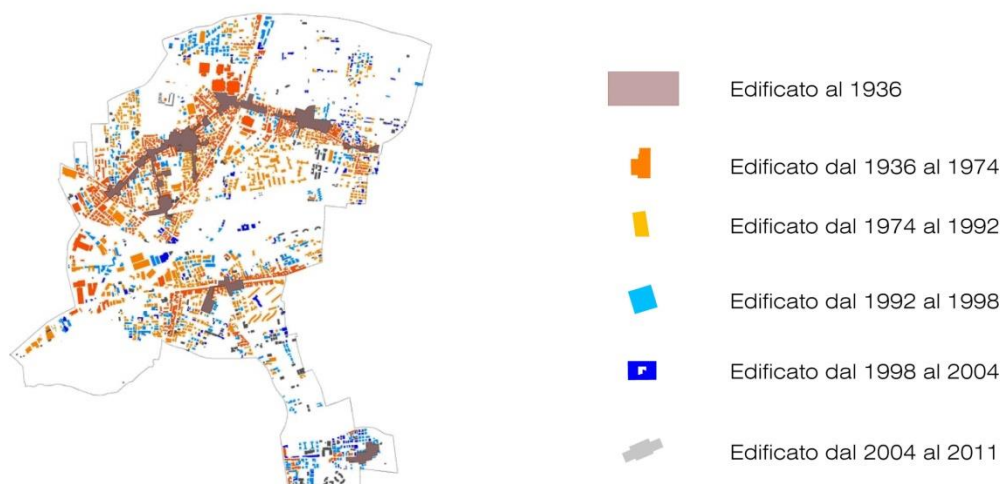 Edificato al 1936
Edificato dal 1936 al 1974
Edificato dal 1974 al 1992
Edificato dal 1992 al 1998
Edificato dal 1998 al 2004
Edificato dal 2004 al 2011